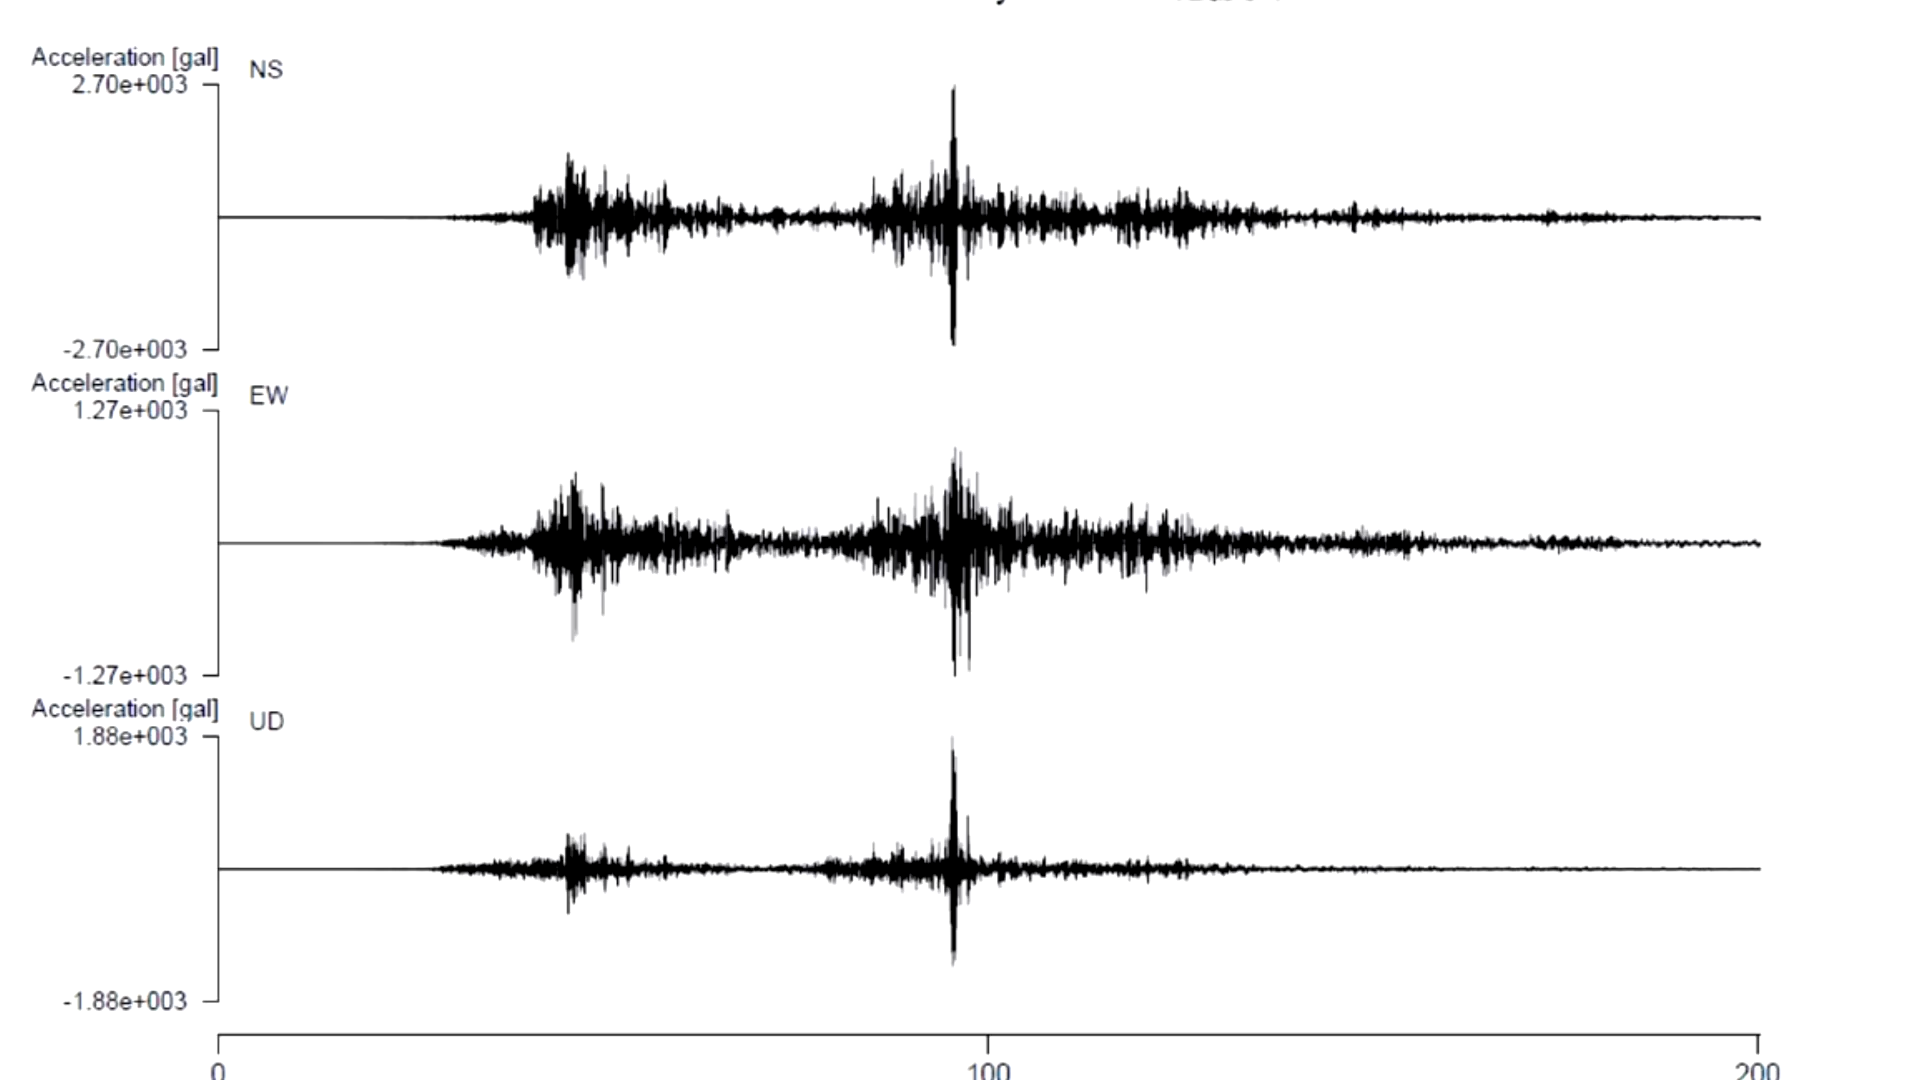 Acceleration [gal]
NS
2.70e+003
-2.70e+003
Acceleration [gal]
EW
1.27e+003
-1.27e+003
Acceleration [gal]
UD
1.88e+003
-1.88e+003
0 100 200